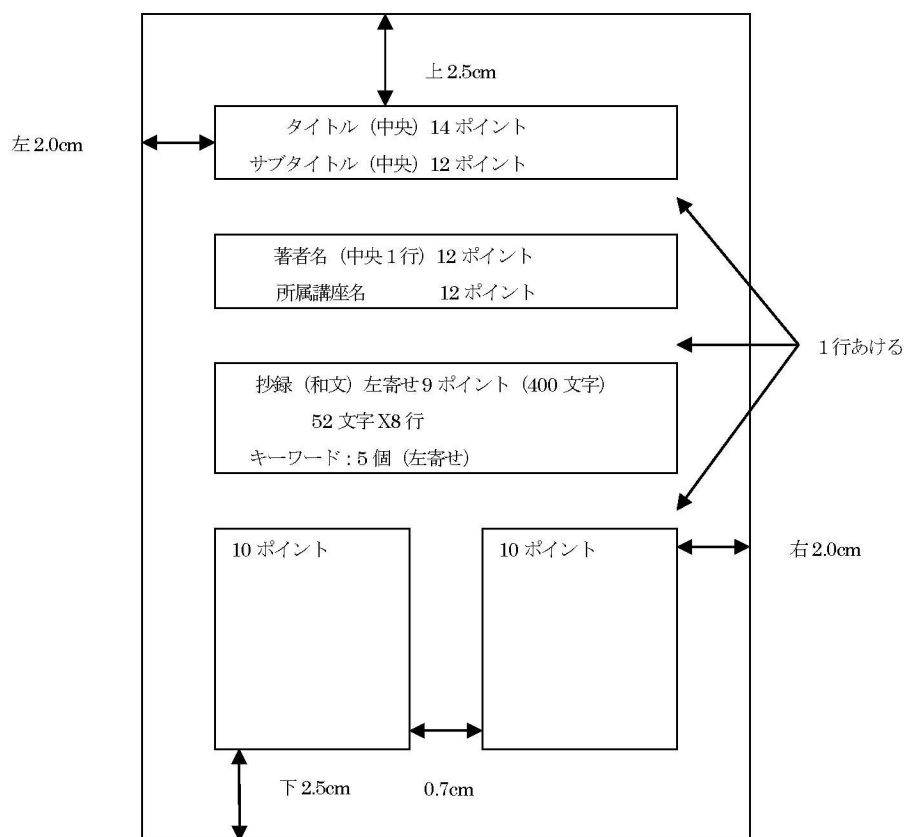 上 2.5cm
タイトル（中央）14 ポイント
左 2.0cm
サブタイトル（中央）12 ポイント
著者名（中央 1 行）12 ポイント
所属講座名 12 ポイント
1 行あける
抄録（和文）左寄せ 9 ポイント（400 文字）
52 文字 X8 行
キーワード：5 個（左寄せ）
10 ポイント
10 ポイント
右 2.0cm
下 2.5cm
0.7cm